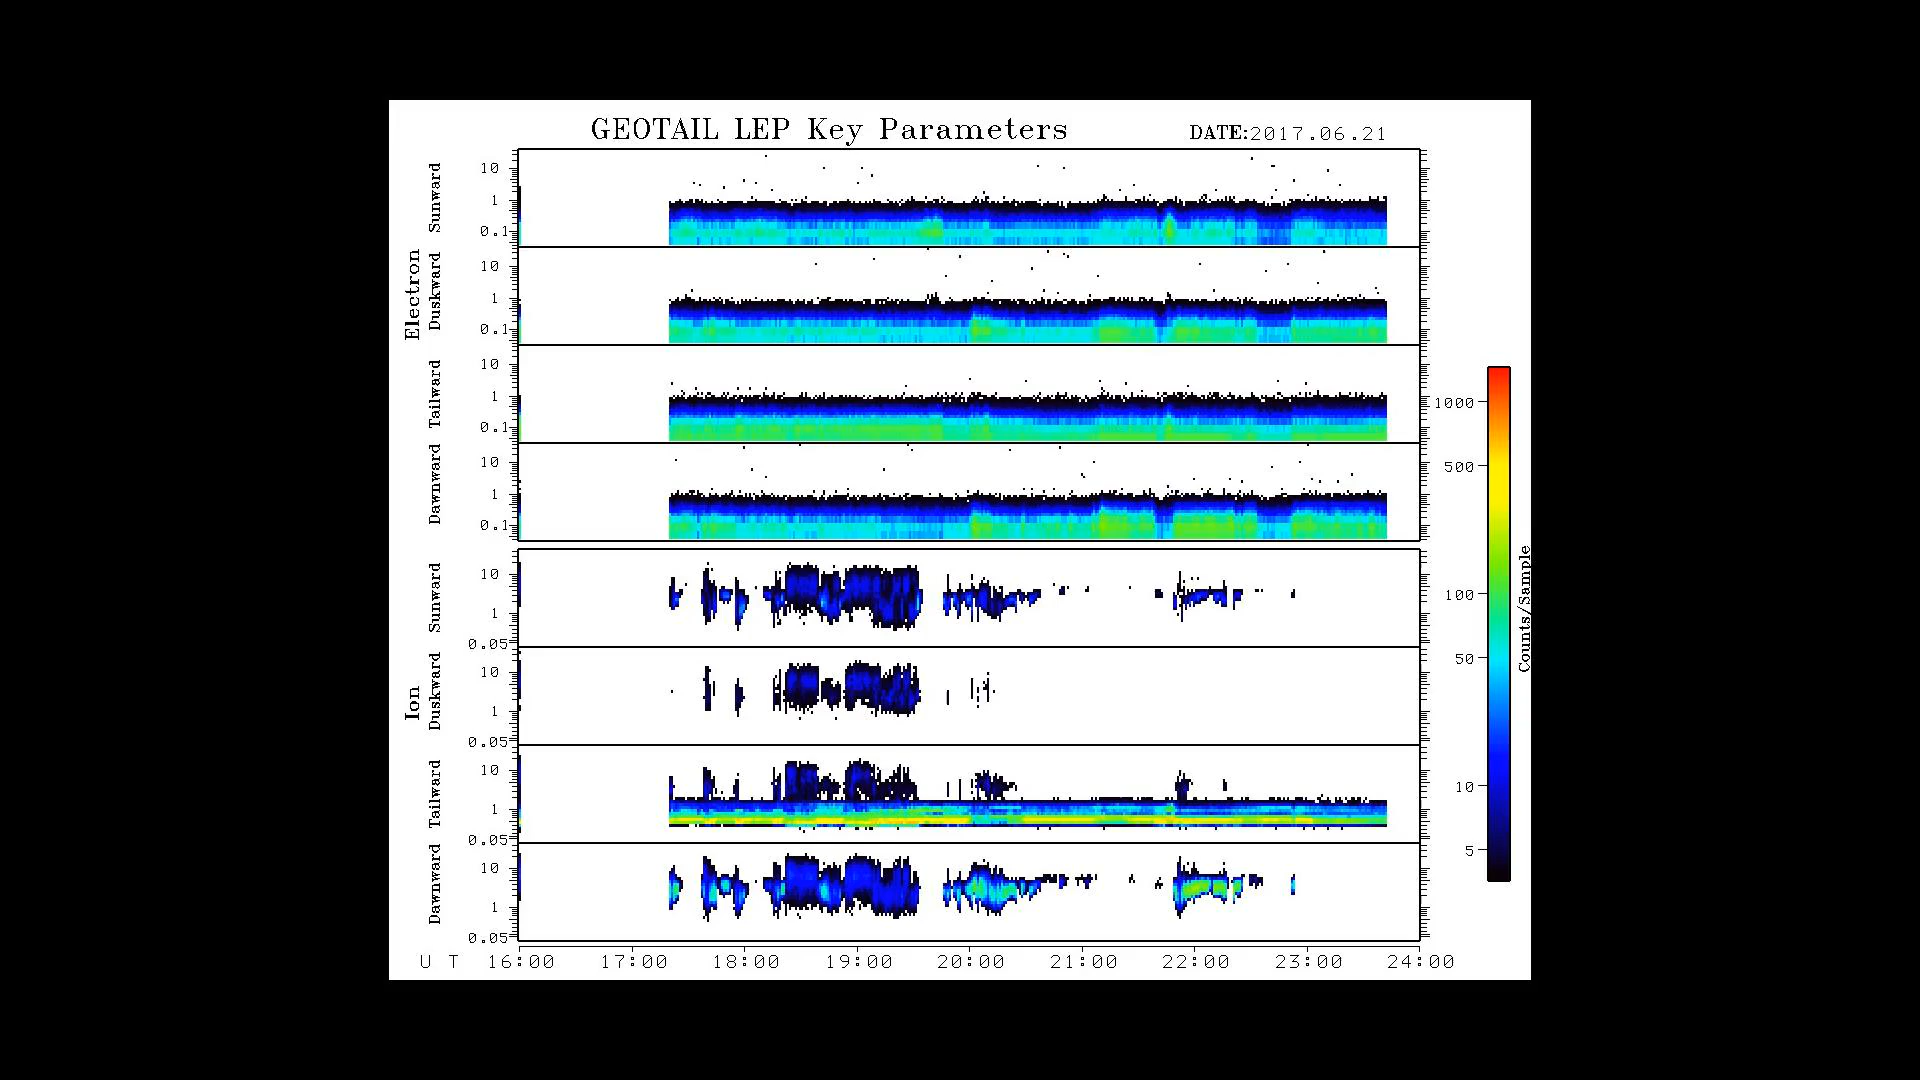 GEOTAIL LEP Key Parameters DATE:2017.06.21
Electron
Sunward
10
1
0.1
Duskward
10
1
0.1
Tailward
10
1
0.1
Dawnward
10
1
0.1
Ion
Sunward
10
1
0.05
Duskward
10
1
0.05
Tailward
10
1
0.05
Dawnward
10
1
0.05
U T 16:00 17:00 18:00 19:00 20:00 21:00 22:00 23:00 24:00
1000
500
100
50
10
5
Counts/Sample